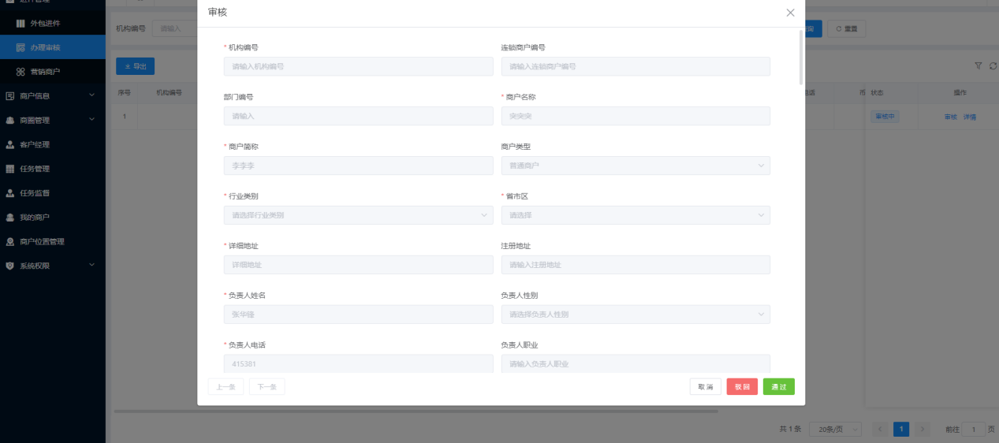 进件管理
外包进件
办理审核
营销商户
商户信息
商圈管理
客户经理
任务管理
任务监督
我的商户
商户位置管理
系统权限
机构编号 请输入
重置
导出
序号 机构编号
状态 操作
1
审核中 审核 详情
审核
* 机构编号 连锁商户编号
请输入机构编号 请输入连锁商户编号
部门编号 * 商户名称
请输入 突突突
* 商户简称 商户类型
李李李 普通商户
* 行业类别 * 省市区
请选择行业类别 请选择
* 详细地址 注册地址
详细地址 请输入注册地址
* 负责人姓名 负责人性别
张华锋 请选择负责人性别
* 负责人电话 负责人职业
415381 请输入负责人职业
上一条 下一条 取消 驳回 通过
共 1 条 20条/页 1 前往 1 页